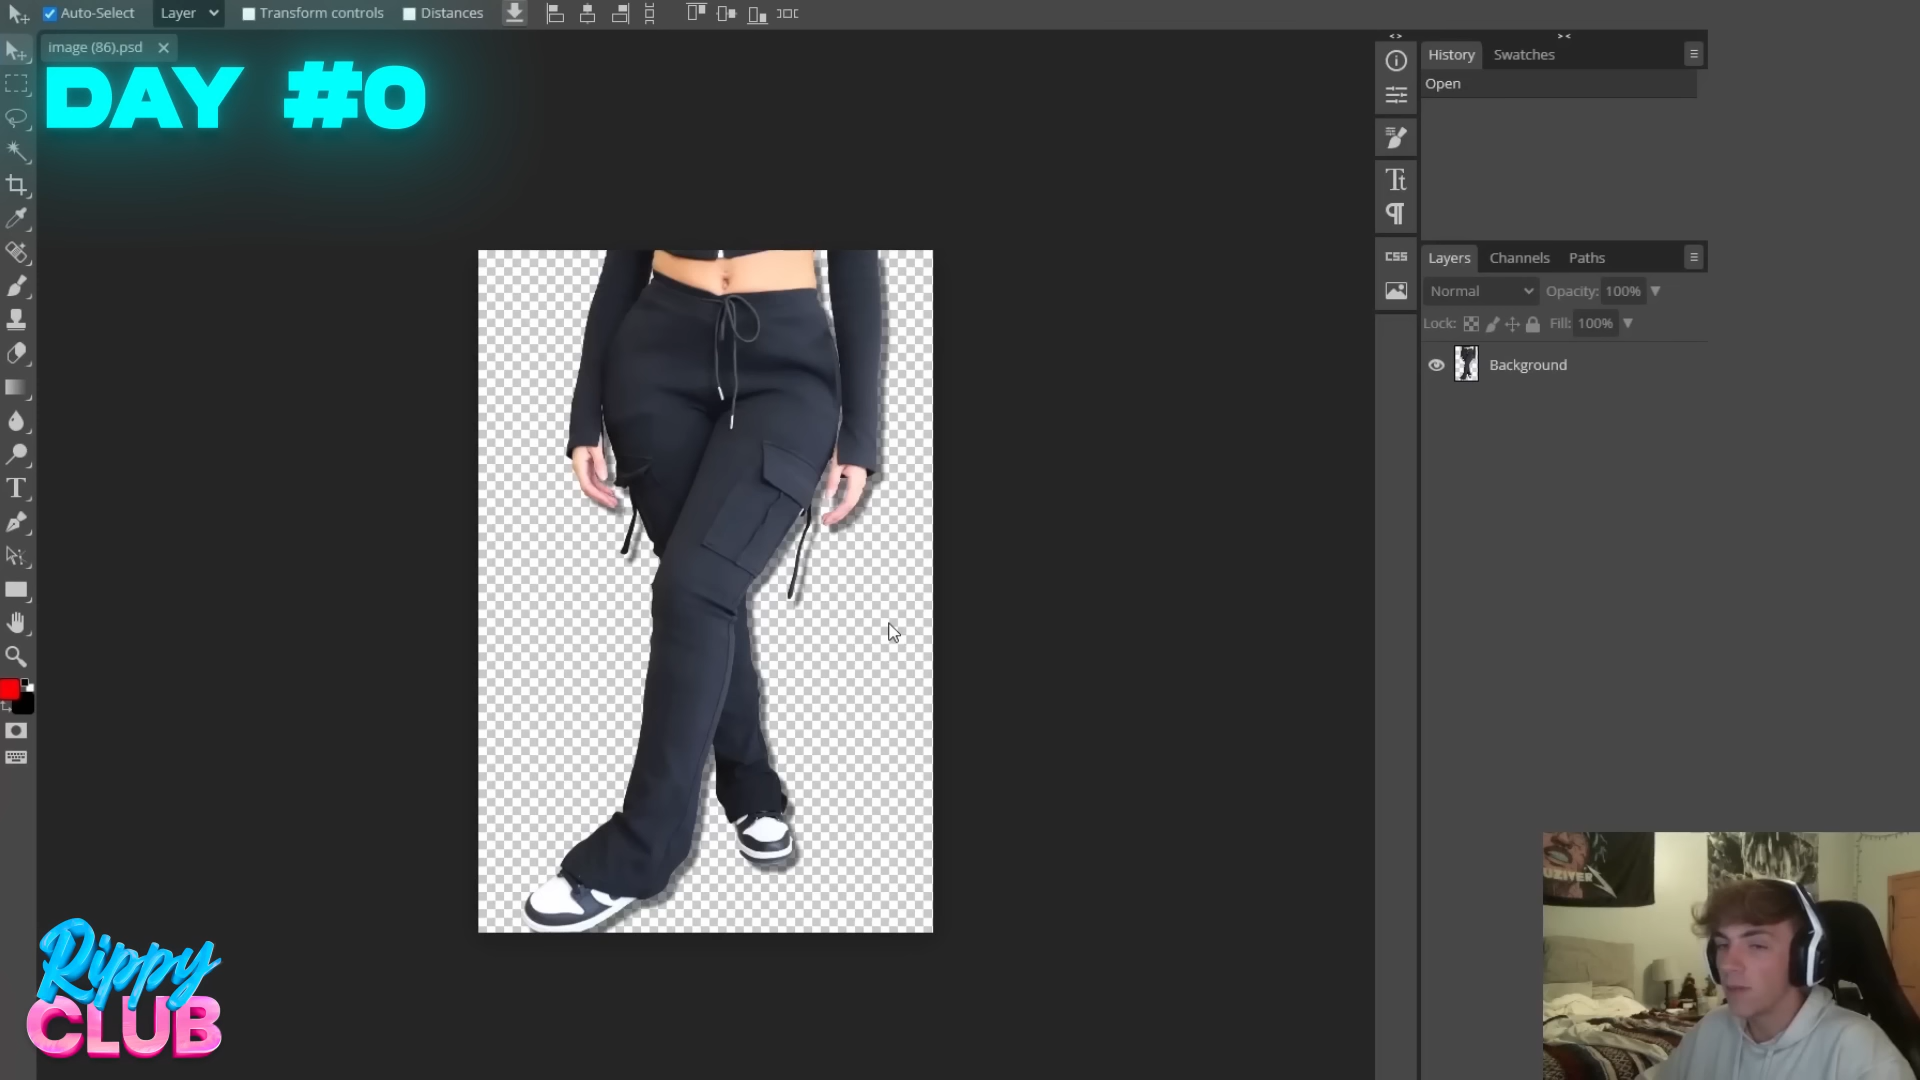 Auto-Select Layer Transform controls Distances
image (86).psd
DAY #0
History Swatches
Open
Tt
CSS
Layers Channels Paths
Normal Opacity: 100%
Lock: Fill: 100%
Background
T
Rippy
CLUB